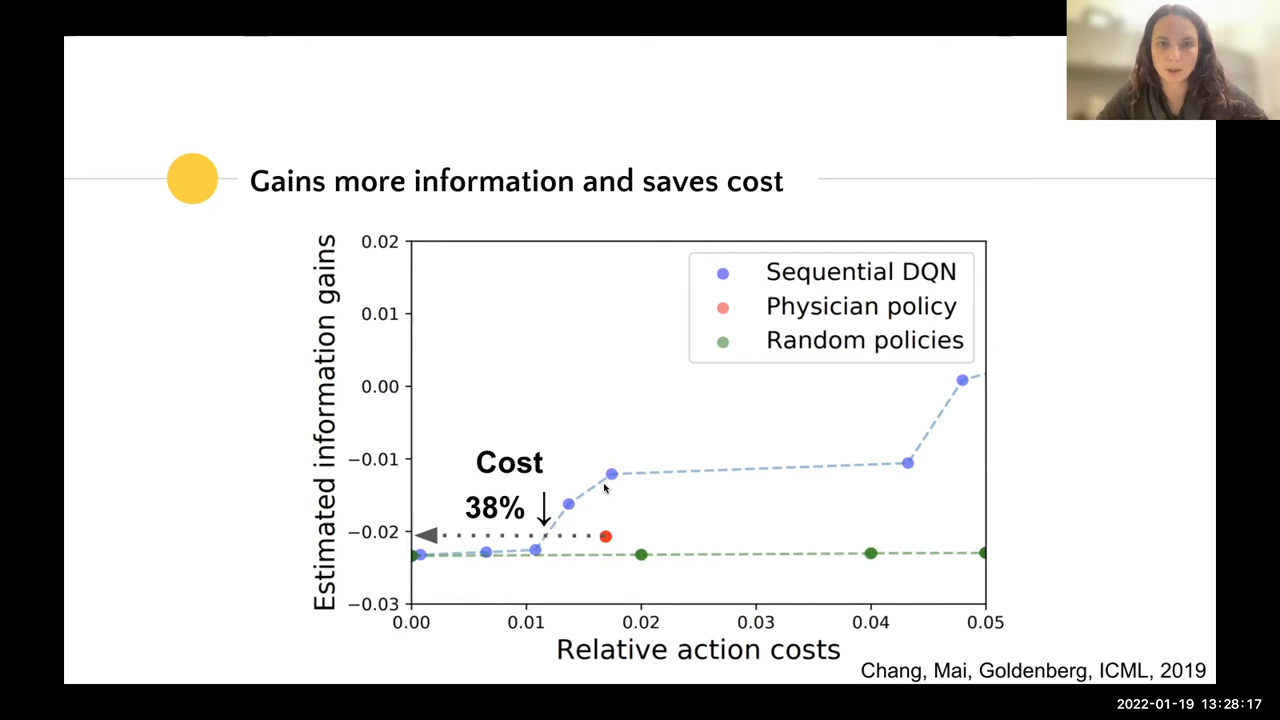 Gains more information and saves cost
Estimated information gains
0.02
0.01
0.00
−0.01
−0.02
−0.03
Sequential DQN
Physician policy
Random policies
Cost
38% ↓
0.00 0.01 0.02 0.03 0.04 0.05
Relative action costs
Chang, Mai, Goldenberg, ICML, 2019
2022-01-19 13:28:17